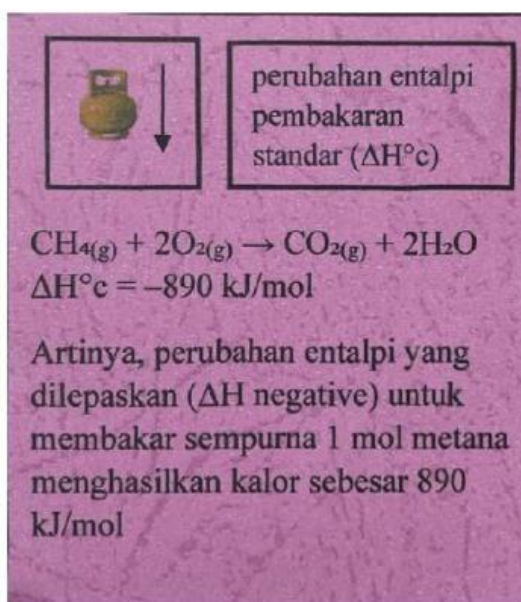 perubahan entalpi
pembakaran
standar (ΔH°c)
CH₄(g) + 2O₂(g) → CO₂(g) + 2H₂O
ΔH°c = –890 kJ/mol
Artinya, perubahan entalpi yang
dilepaskan (ΔH negative) untuk
membakar sempurna 1 mol metana
menghasilkan kalor sebesar 890
kJ/mol